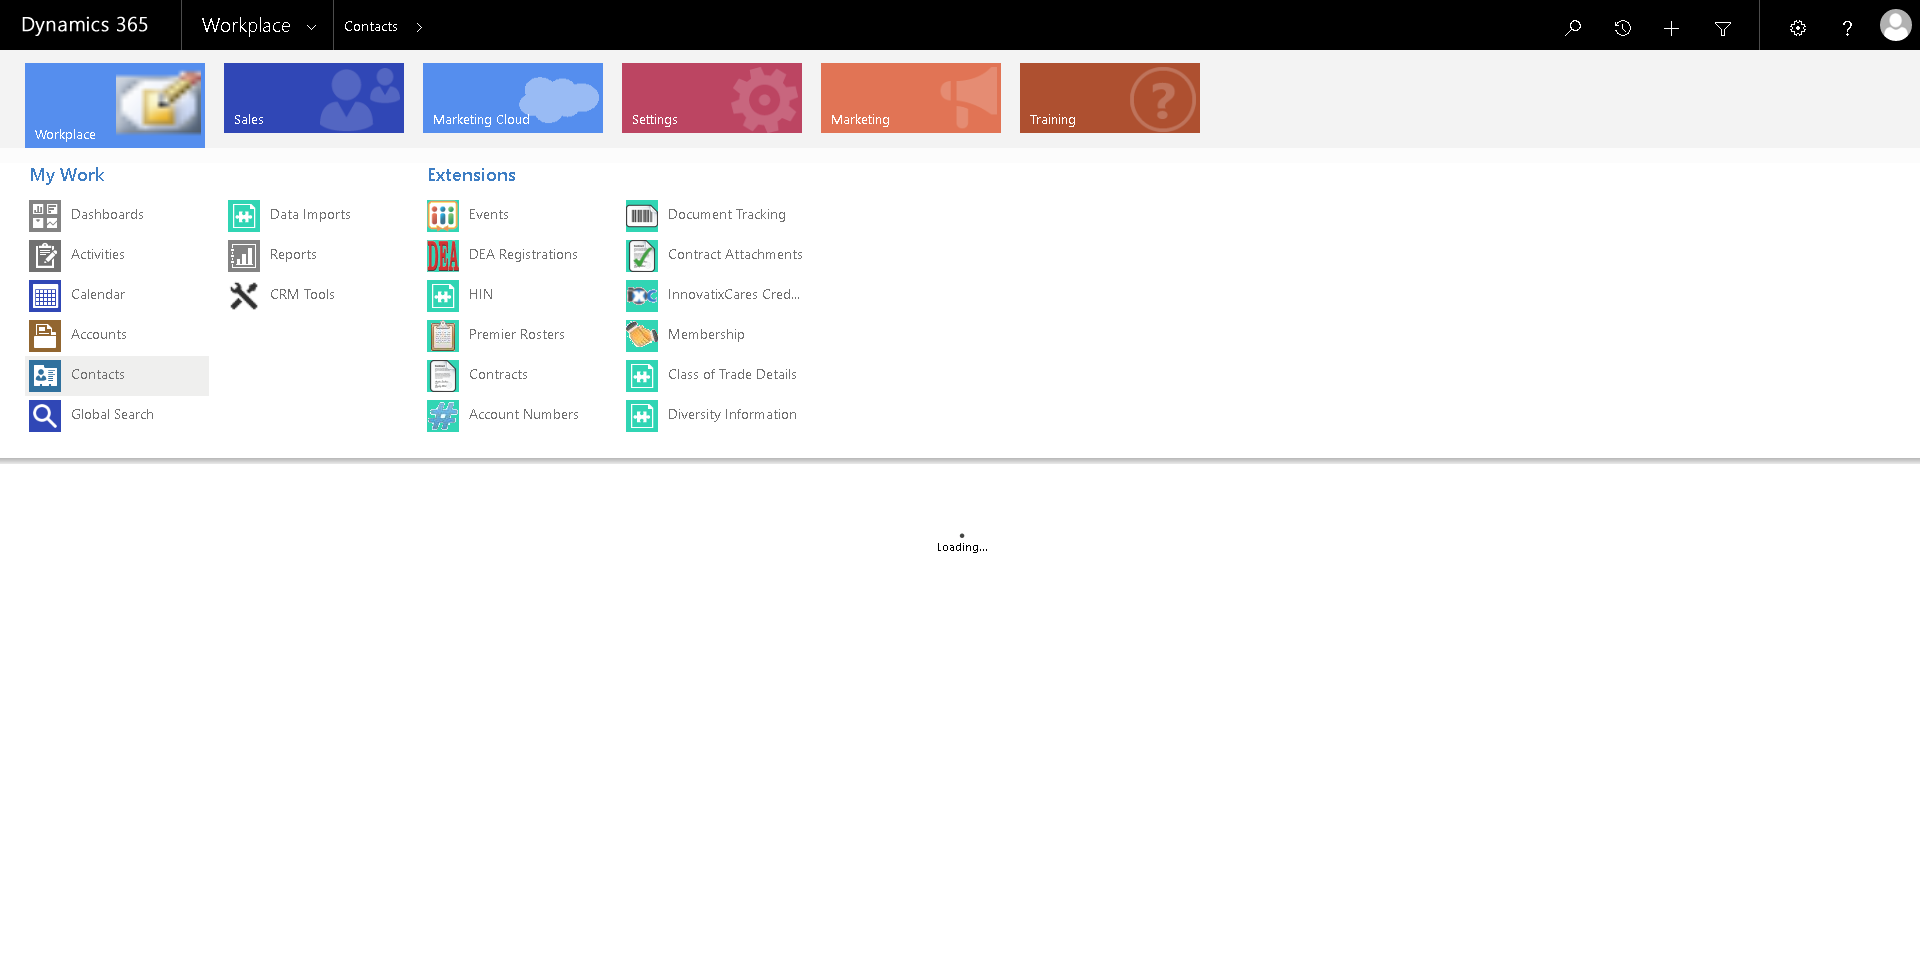 Dynamics 365
Workplace
Contacts
Workplace
Sales
Marketing Cloud
Settings
Marketing
Training
My Work
Extensions
Dashboards
Data Imports
Events
Document Tracking
Activities
Reports
DEA
DEA Registrations
Contract Attachments
Calendar
CRM Tools
HIN
InnovatixCares Cred...
Accounts
Premier Rosters
Membership
Contacts
Contracts
Class of Trade Details
Global Search
Account Numbers
Diversity Information
Loading...